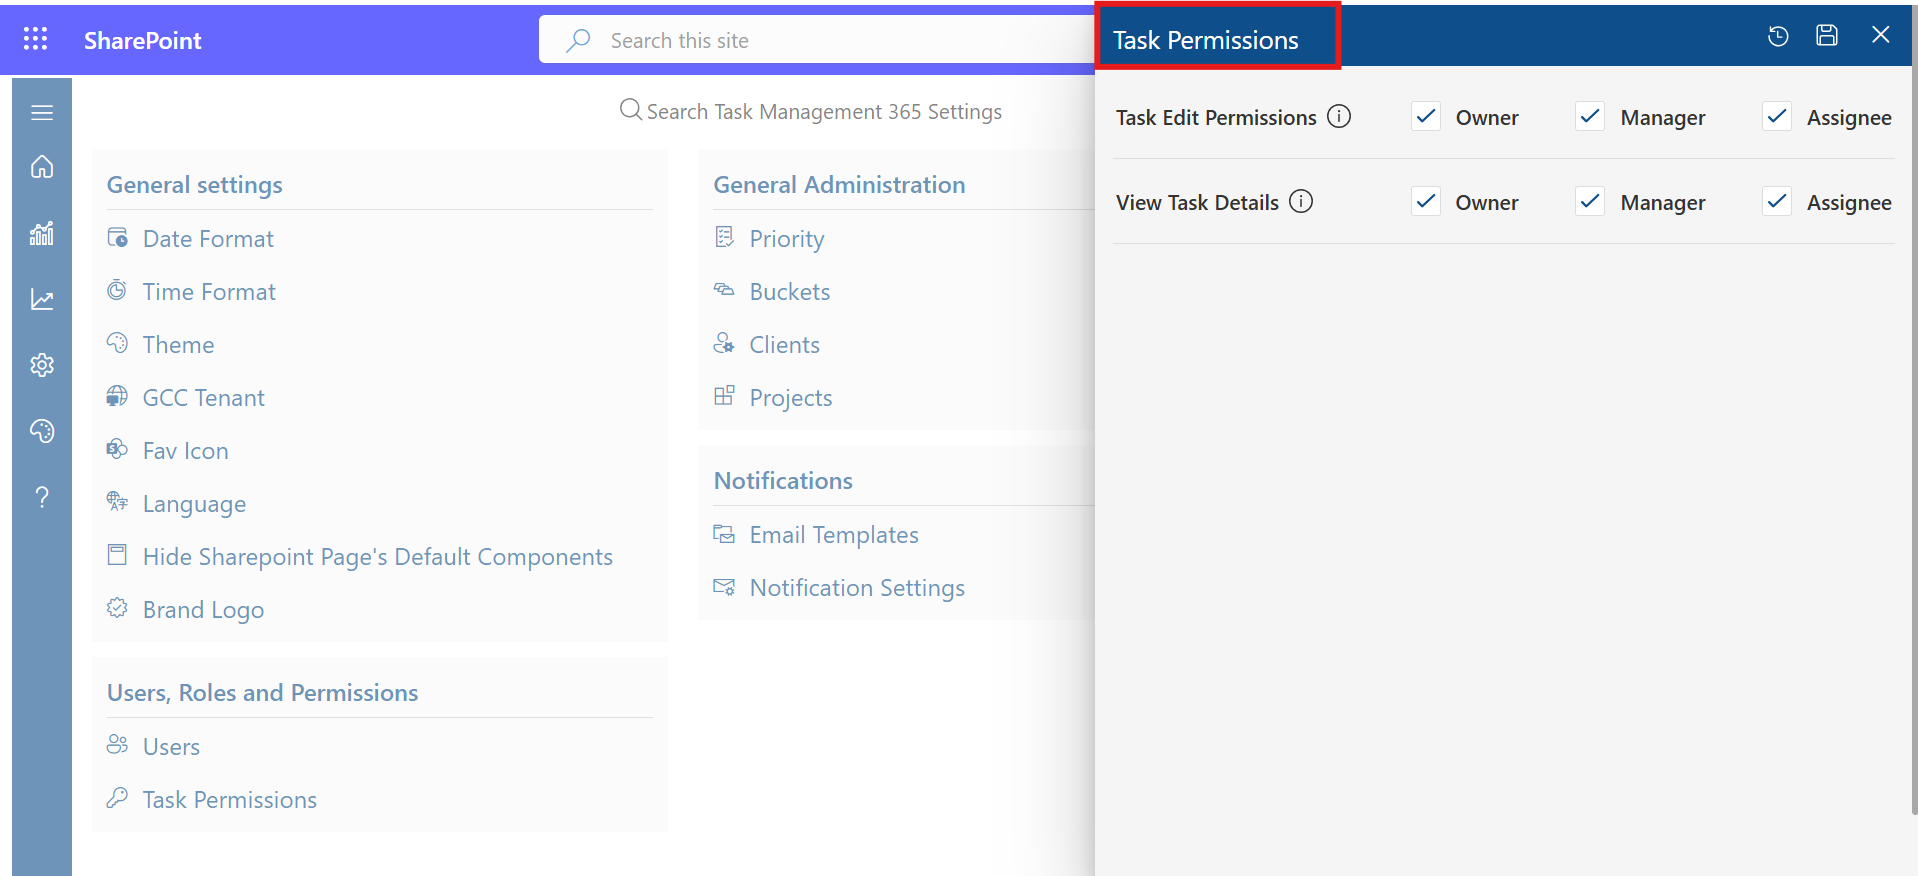 SharePoint
Search this site
Search Task Management 365 Settings
General settings
Date Format
Time Format
Theme
GCC Tenant
Fav Icon
Language
Hide Sharepoint Page's Default Components
Brand Logo
Users, Roles and Permissions
Users
Task Permissions
General Administration
Priority
Buckets
Clients
Projects
Notifications
Email Templates
Notification Settings
Task Permissions
Task Edit Permissions Owner Manager Assignee
View Task Details Owner Manager Assignee